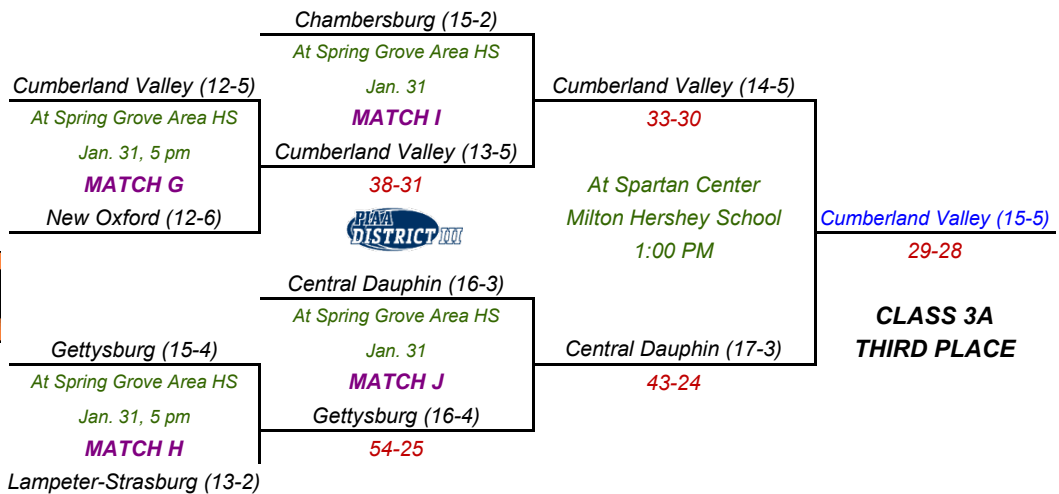 Chambersburg (15-2)
At Spring Grove Area HS
Jan. 31
MATCH I
Cumberland Valley (12-5)
At Spring Grove Area HS
Jan. 31, 5 pm
MATCH G
New Oxford (12-6)
Cumberland Valley (13-5)
38-31
PIAA
DISTRICT III
Cumberland Valley (14-5)
33-30
At Spartan Center
Milton Hershey School
1:00 PM
Cumberland Valley (15-5)
29-28
CLASS 3A
THIRD PLACE
Central Dauphin (16-3)
At Spring Grove Area HS
Jan. 31
MATCH J
Gettysburg (15-4)
At Spring Grove Area HS
Jan. 31, 5 pm
MATCH H
Lampeter-Strasburg (13-2)
Gettysburg (16-4)
54-25
Central Dauphin (17-3)
43-24